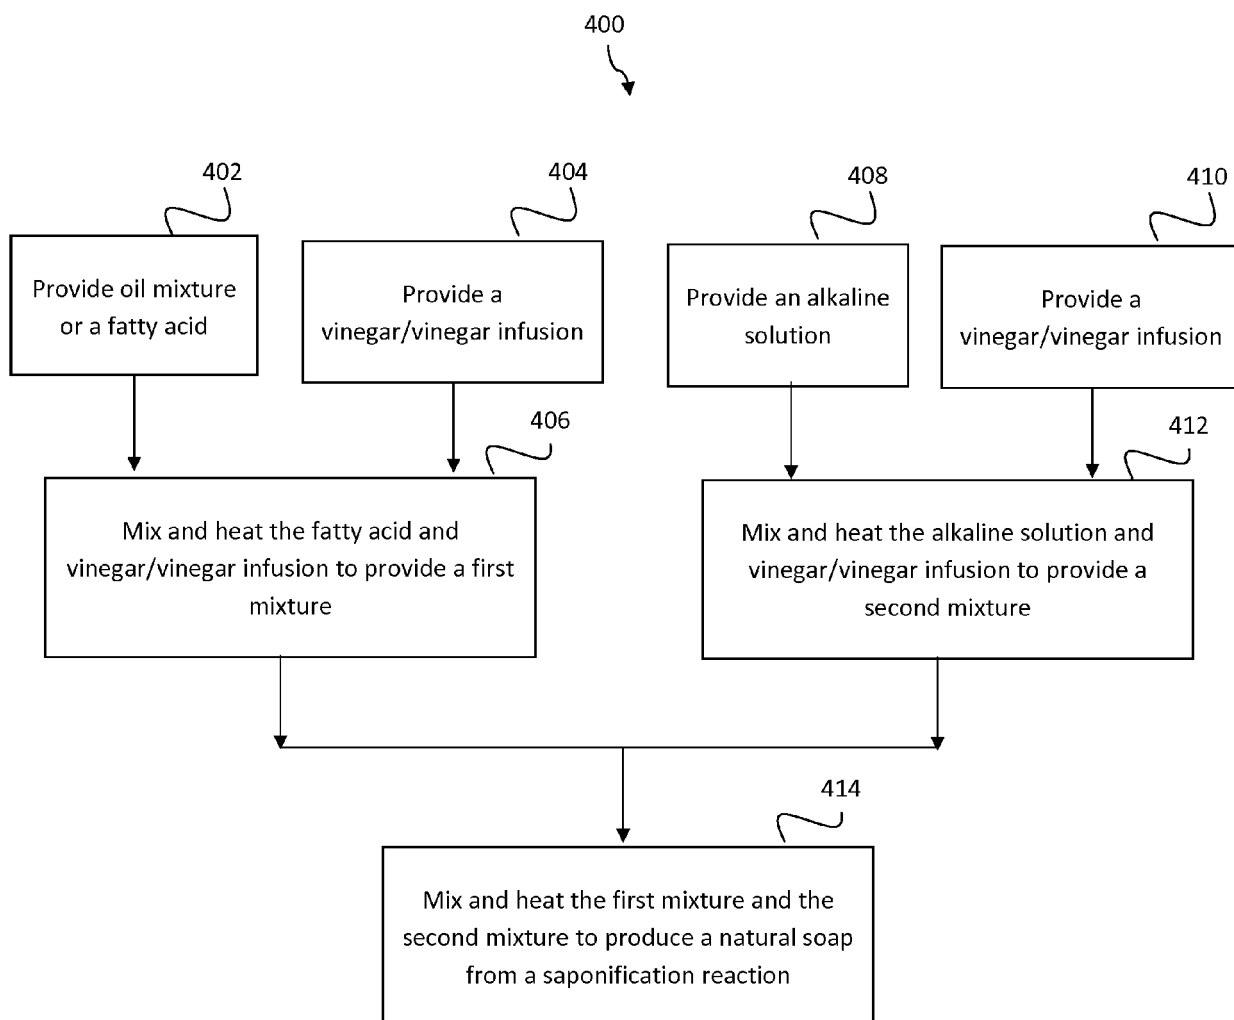 400
402
404
408
410
Provide oil mixture
or a fatty acid
Provide a
vinegar/vinegar infusion
Provide an alkaline
solution
Provide a
vinegar/vinegar infusion
406
412
Mix and heat the fatty acid and
vinegar/vinegar infusion to provide a first
mixture
Mix and heat the alkaline solution and
vinegar/vinegar infusion to provide a
second mixture
414
Mix and heat the first mixture and the
second mixture to produce a natural soap
from a saponification reaction